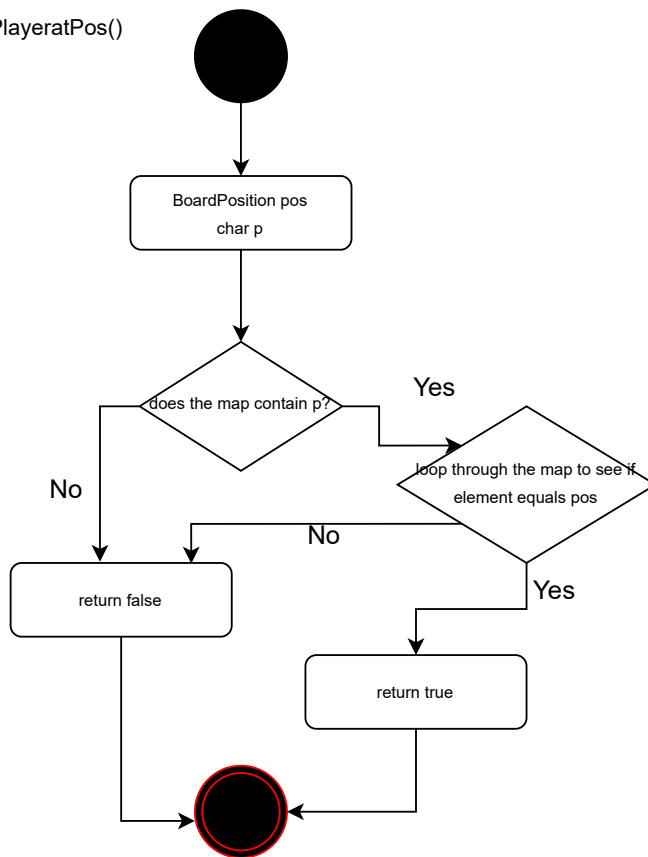 PlayeratPos()
BoardPosition pos
char p
does the map contain p?
Yes
loop through the map to see if
element equals pos
No
No
Yes
return false
return true